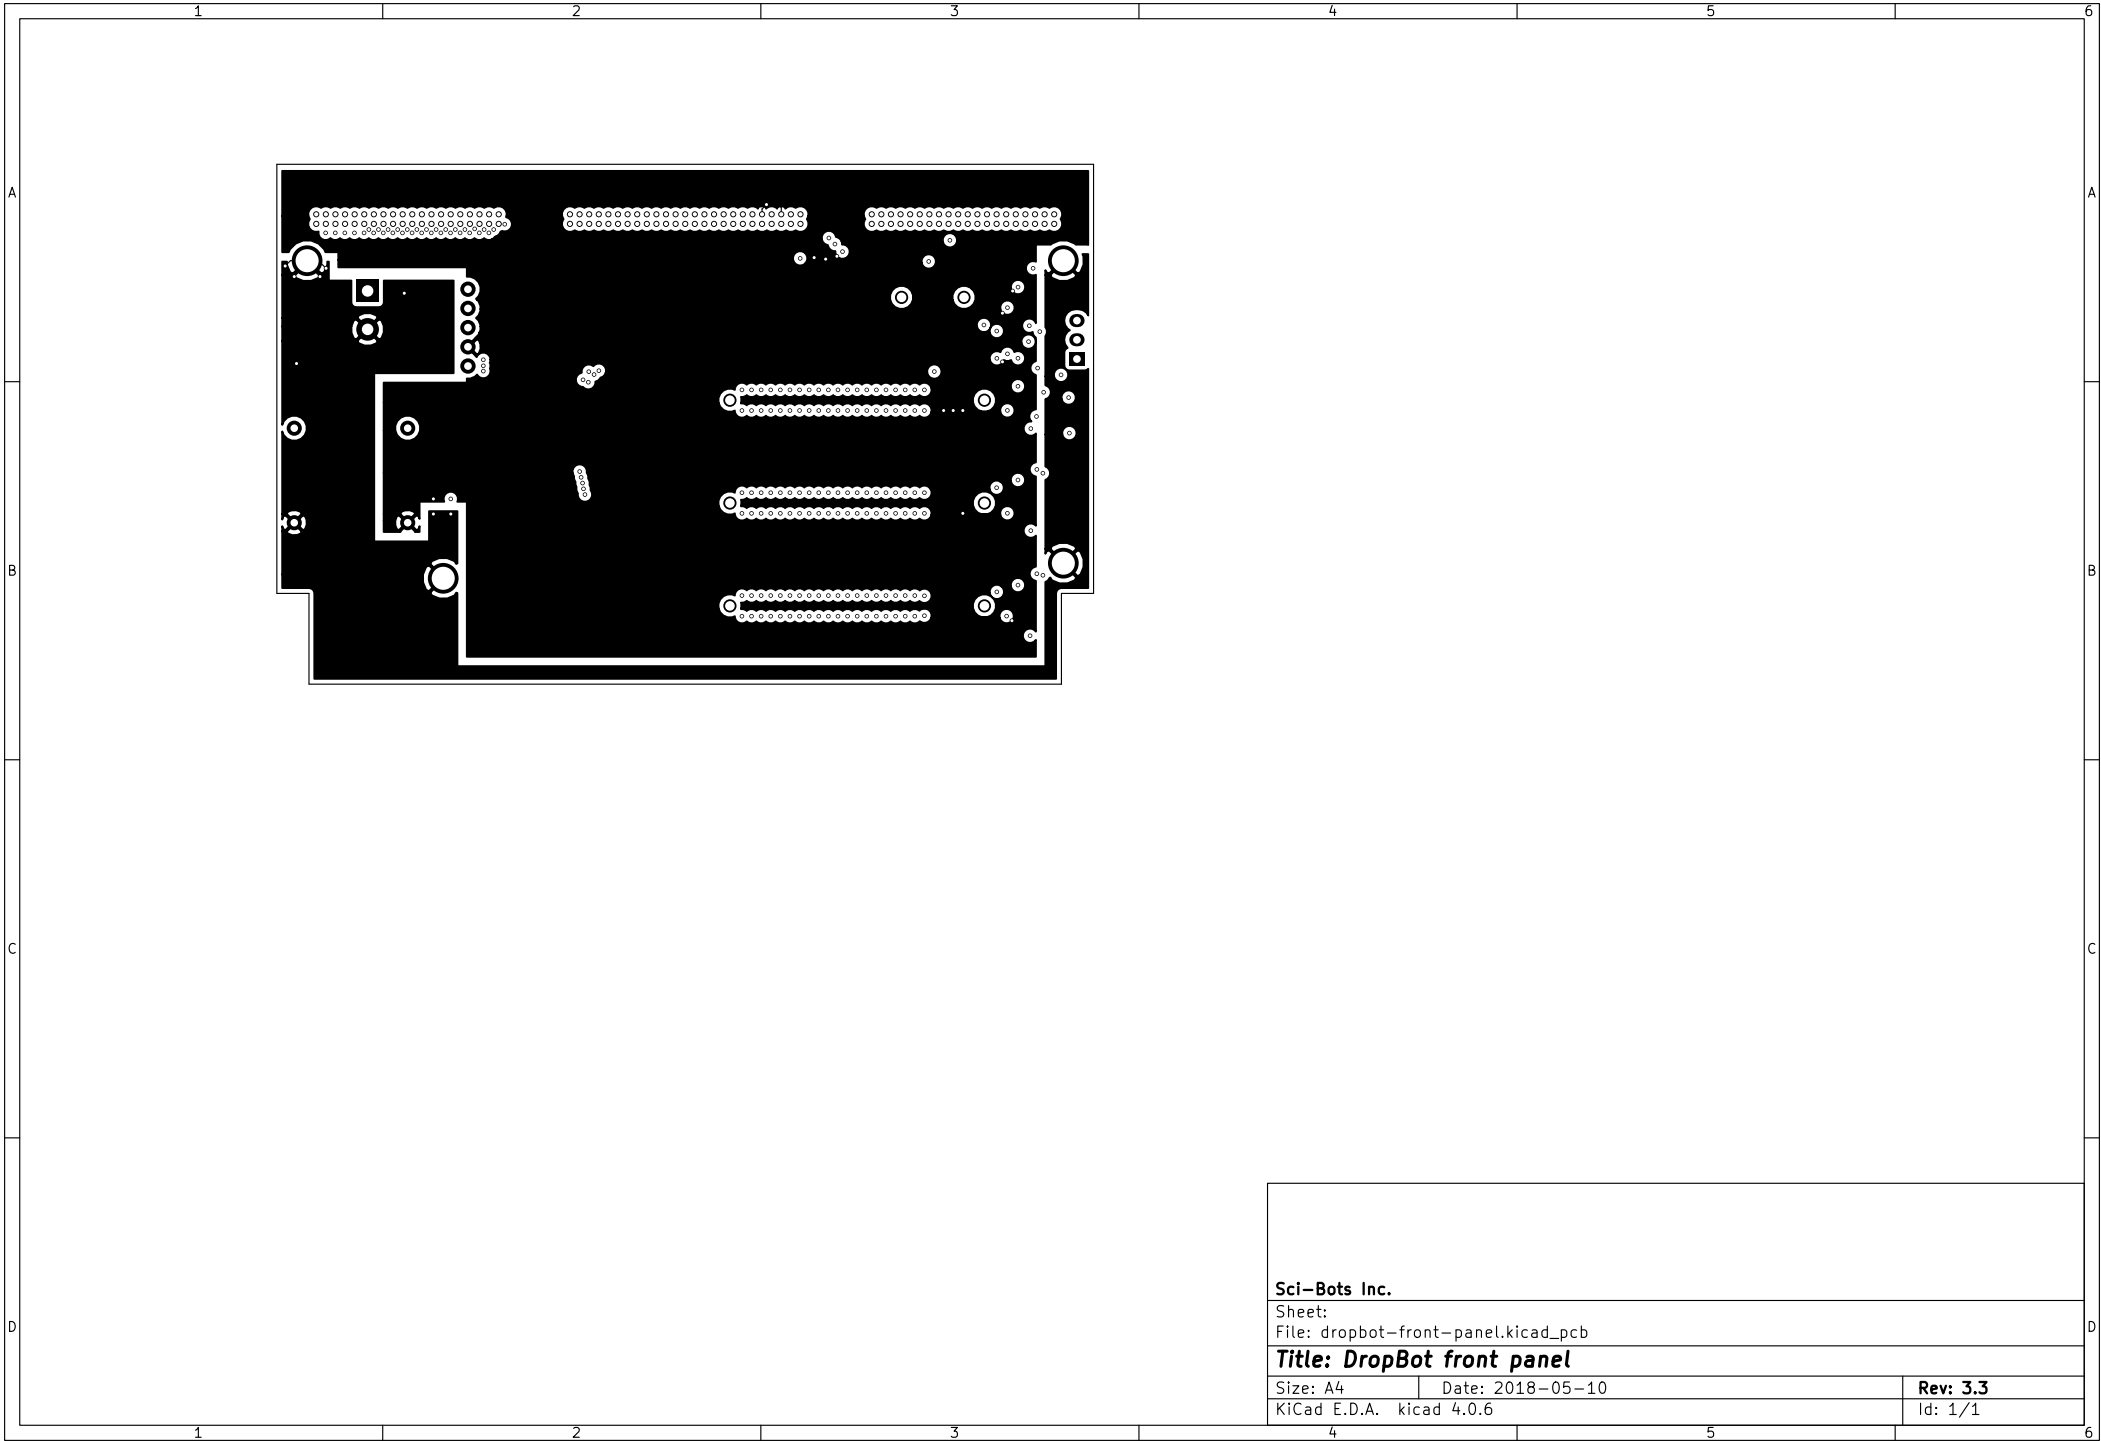 1 2 3 4 5 6
A A
B B
C C
D D
Sci-Bots Inc.
Sheet:
File: dropbot-front-panel.kicad_pcb
Title: DropBot front panel
Size: A4 Date: 2018-05-10 Rev: 3.3
KiCad E.D.A. kicad 4.0.6 Id: 1/1
1 2 3 4 5 6